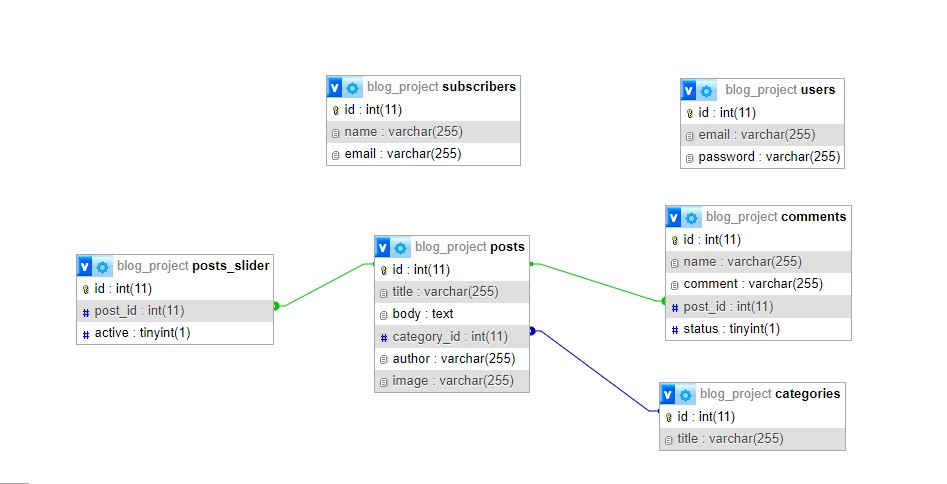 blog_project subscribers
id : int(11)
name : varchar(255)
email : varchar(255)
blog_project users
id : int(11)
email : varchar(255)
password : varchar(255)
blog_project posts_slider
id : int(11)
post_id : int(11)
active : tinyint(1)
blog_project posts
id : int(11)
title : varchar(255)
body : text
category_id : int(11)
author : varchar(255)
image : varchar(255)
blog_project comments
id : int(11)
name : varchar(255)
comment : varchar(255)
post_id : int(11)
status : tinyint(1)
blog_project categories
id : int(11)
title : varchar(255)